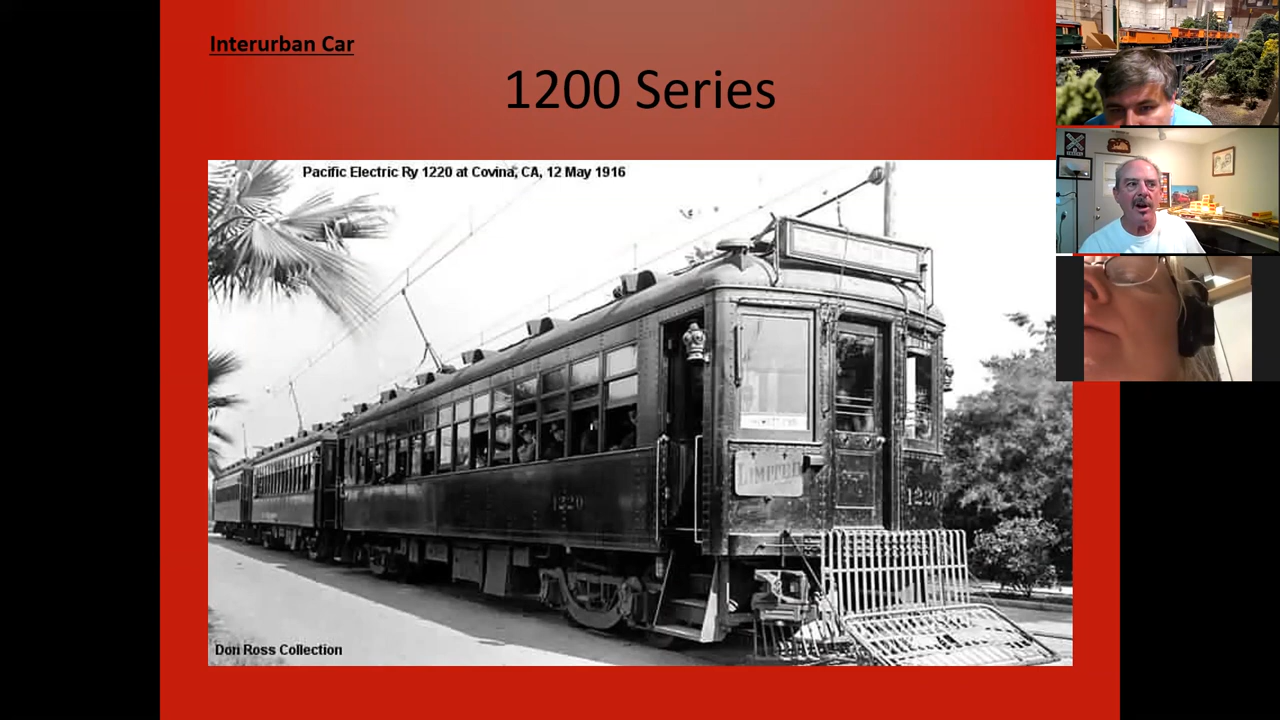 Interurban Car
1200 Series
Pacific Electric Ry 1220 at Covina, CA, 12 May 1916
LIMITED
1220
1220
Don Ross Collection